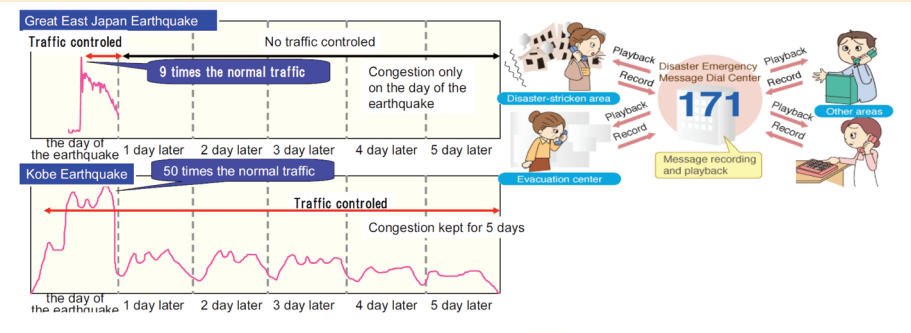 Great East Japan Earthquake
Traffic controled
No traffic controled
9 times the normal traffic
Congestion only
on the day of the
earthquake
the day of
the earthquake
1 day later
2 day later
3 day later
4 day later
5 day later
Kobe Earthquake
50 times the normal traffic
Traffic controled
Congestion kept for 5 days
the day of
the earthquake
1 day later
2 day later
3 day later
4 day later
5 day later
Playback
Record
Disaster-stricken area
Playback
Record
Evacuation center
Disaster Emergency
Message Dial Center
171
Message recording
and playback
Playback
Record
Other areas
Playback
Record